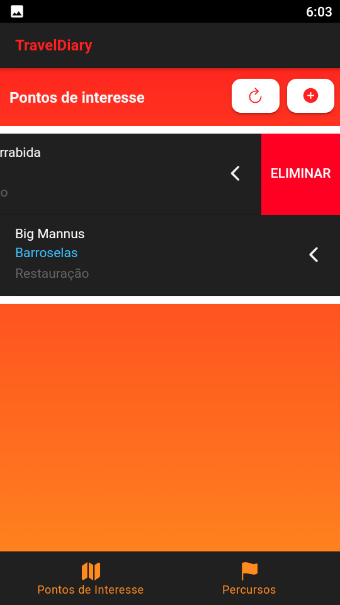 6:03
TravelDiary
Pontos de interesse
rrabida
o
ELIMINAR
Big Mannus
Barroselas
Restauração
Pontos de Interesse
Percursos